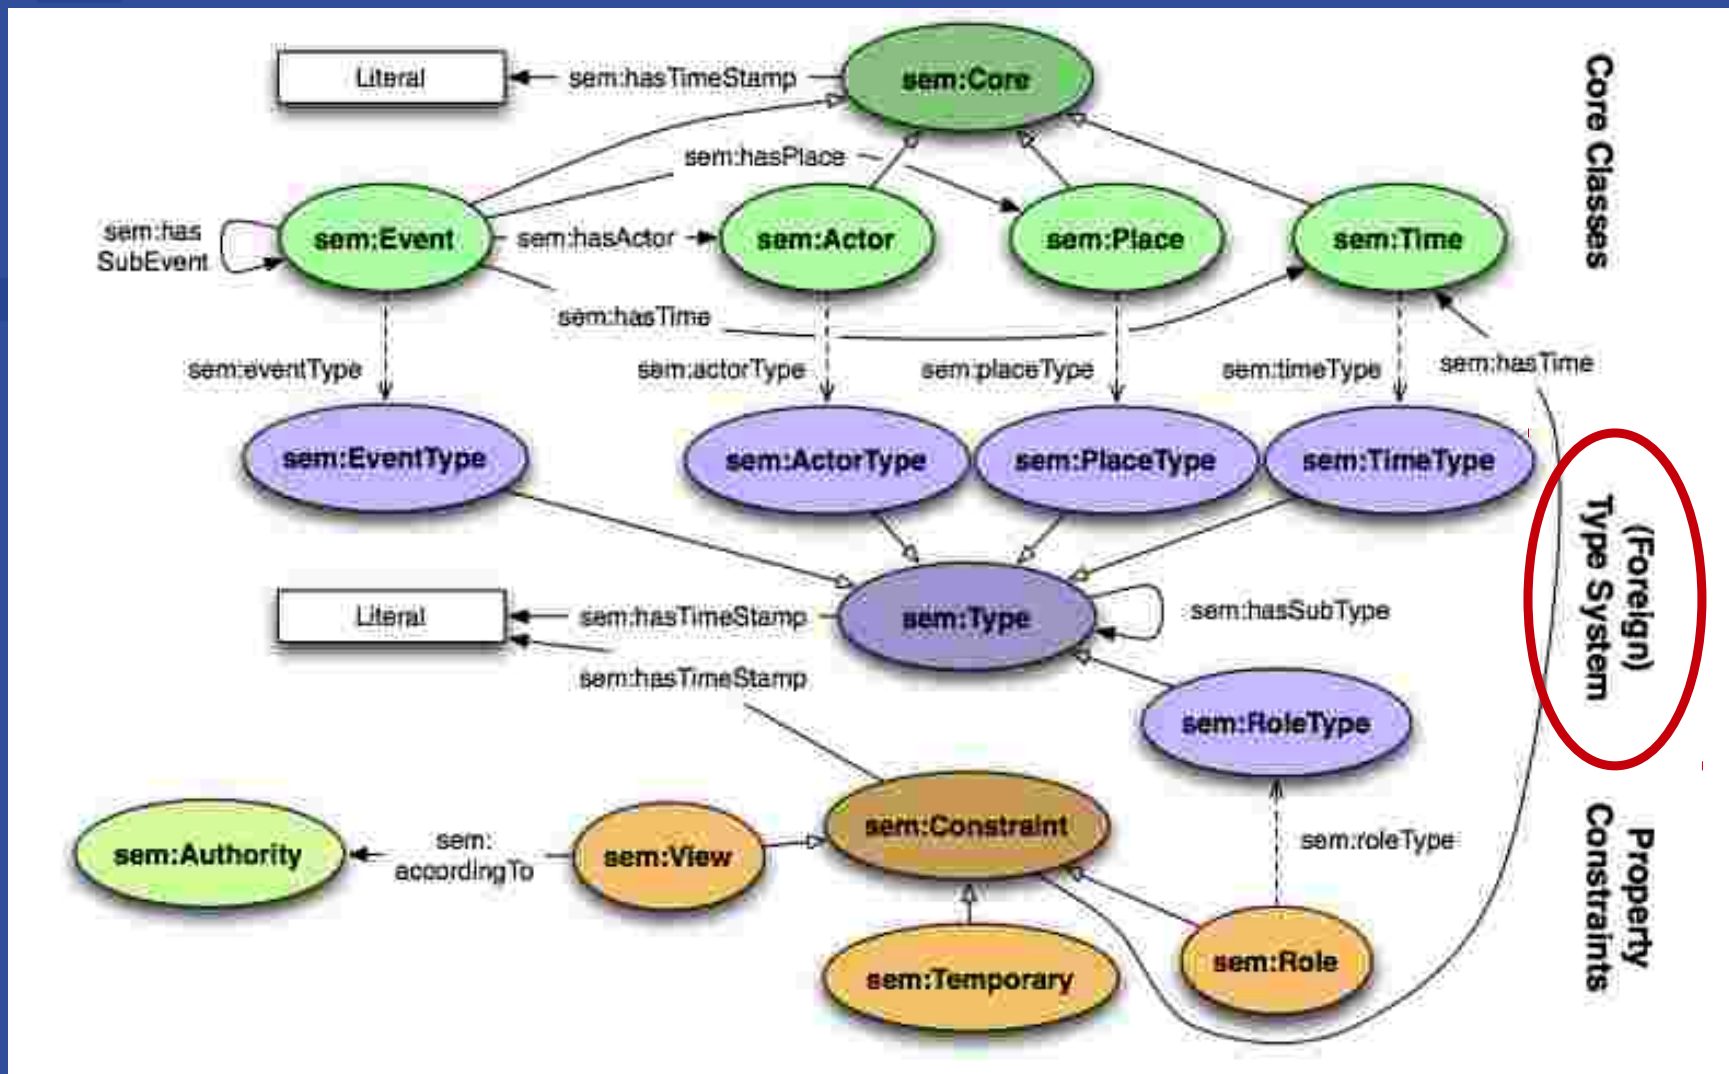 Literal
sem:hasTimeStamp
sem:Core
Core Classes
sem:hasPlace
sem:has
SubEvent
sem:Event
sem:hasActor
sem:Actor
sem:Place
sem:Time
sem:hasTime
sem:eventType
sem:actorType
sem:placeType
sem:timeType
sem:hasTime
sem:EventType
sem:ActorType
sem:PlaceType
sem:TimeType
(Foreign)
Type System
Literal
sem:hasTimeStamp
sem:Type
sem:hasSubType
sem:hasTimeStamp
sem:RoleType
sem:Authority
sem:
accordingTo
sem:View
sem:Constraint
sem:roleType
Property
Constraints
sem:Temporary
sem:Role